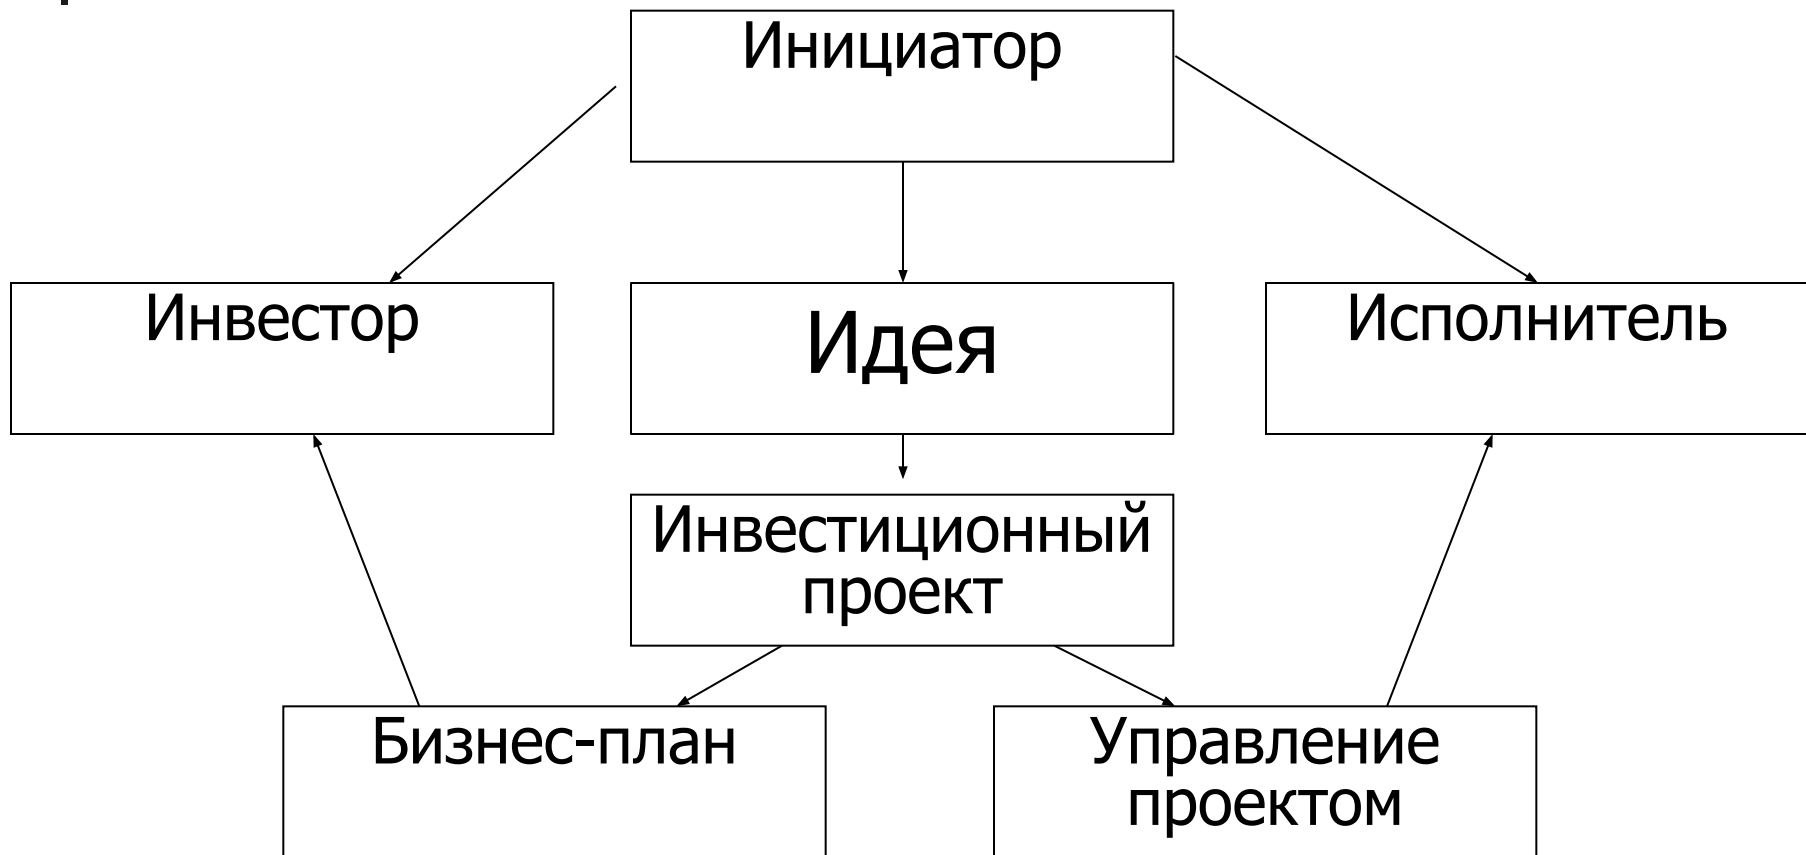 Инициатор
Инвестор
Идея
Исполнитель
Инвестиционный
проект
Бизнес-план
Управление
проектом